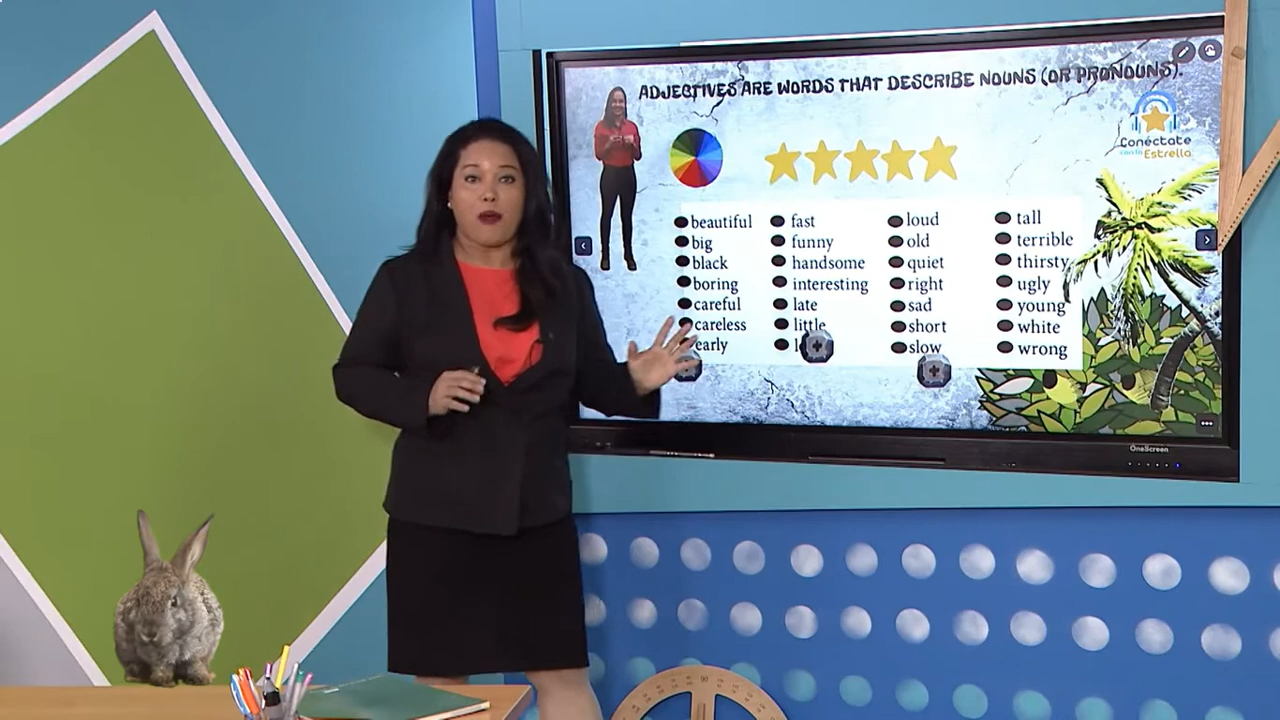 ADJECTIVES ARE WORDS THAT DESCRIBE NOUNS (OR PRONOUNS).
Conéctate
con la Estrella
beautiful
big
black
boring
careful
careless
early
fast
funny
handsome
interesting
late
little
loud
old
quiet
right
sad
short
slow
tall
terrible
thirsty
ugly
young
white
wrong
OneScreen
90